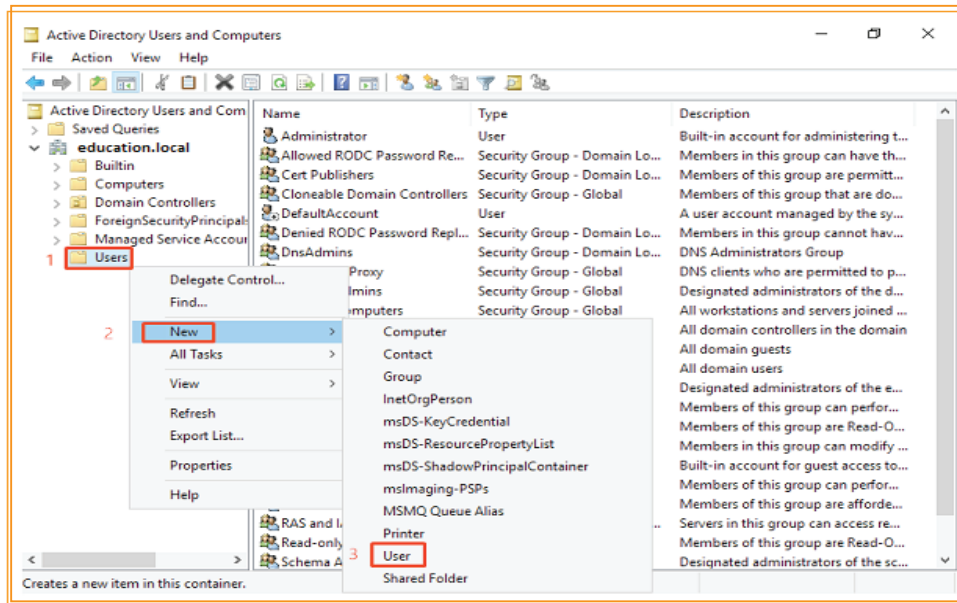 Active Directory Users and Computers
File Action View Help
Active Directory Users and Com
Saved Queries
education.local
Builtin
Computers
Domain Controllers
ForeignSecurityPrincipals
Managed Service Accour
1 Users
Name Type Description
Administrator User Built-in account for administering t...
Allowed RODC Password Re... Security Group - Domain Lo... Members in this group can have th...
Cert Publishers Security Group - Domain Lo... Members of this group are permitt...
Cloneable Domain Controllers Security Group - Global Members of this group that are do...
DefaultAccount User A user account managed by the sy...
Denied RODC Password Repl... Security Group - Domain Lo... Members in this group cannot hav...
DnsAdmins Security Group - Domain Lo... DNS Administrators Group
Proxy Security Group - Global DNS clients who are permitted to p...
mins Security Group - Global Designated administrators of the d...
mputers Security Group - Global All workstations and servers joined ...
All domain controllers in the domain
All domain guests
All domain users
Designated administrators of the e...
Members of this group can perfor...
Members of this group are Read-O...
Members in this group can modify ...
Built-in account for guest access to...
Members of this group can perfor...
Members of this group are afforde...
RAS and I .. Servers in this group can access re...
Read-only Members of this group are Read-O...
Schema A Designated administrators of the sc...
Delegate Control...
Find...
2 New
All Tasks
View
Refresh
Export List...
Properties
Help
Computer
Contact
Group
InetOrgPerson
msDS-KeyCredential
msDS-ResourcePropertyList
msDS-ShadowPrincipalContainer
msImaging-PSPs
MSMQ Queue Alias
Printer
3 User
Shared Folder
Creates a new item in this container.